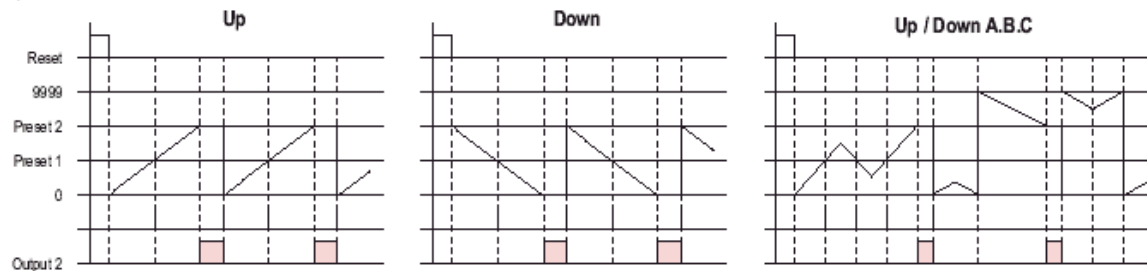 Up
Down
Up / Down A.B.C
Reset
9999
Preset 2
Preset 1
0
Output 2